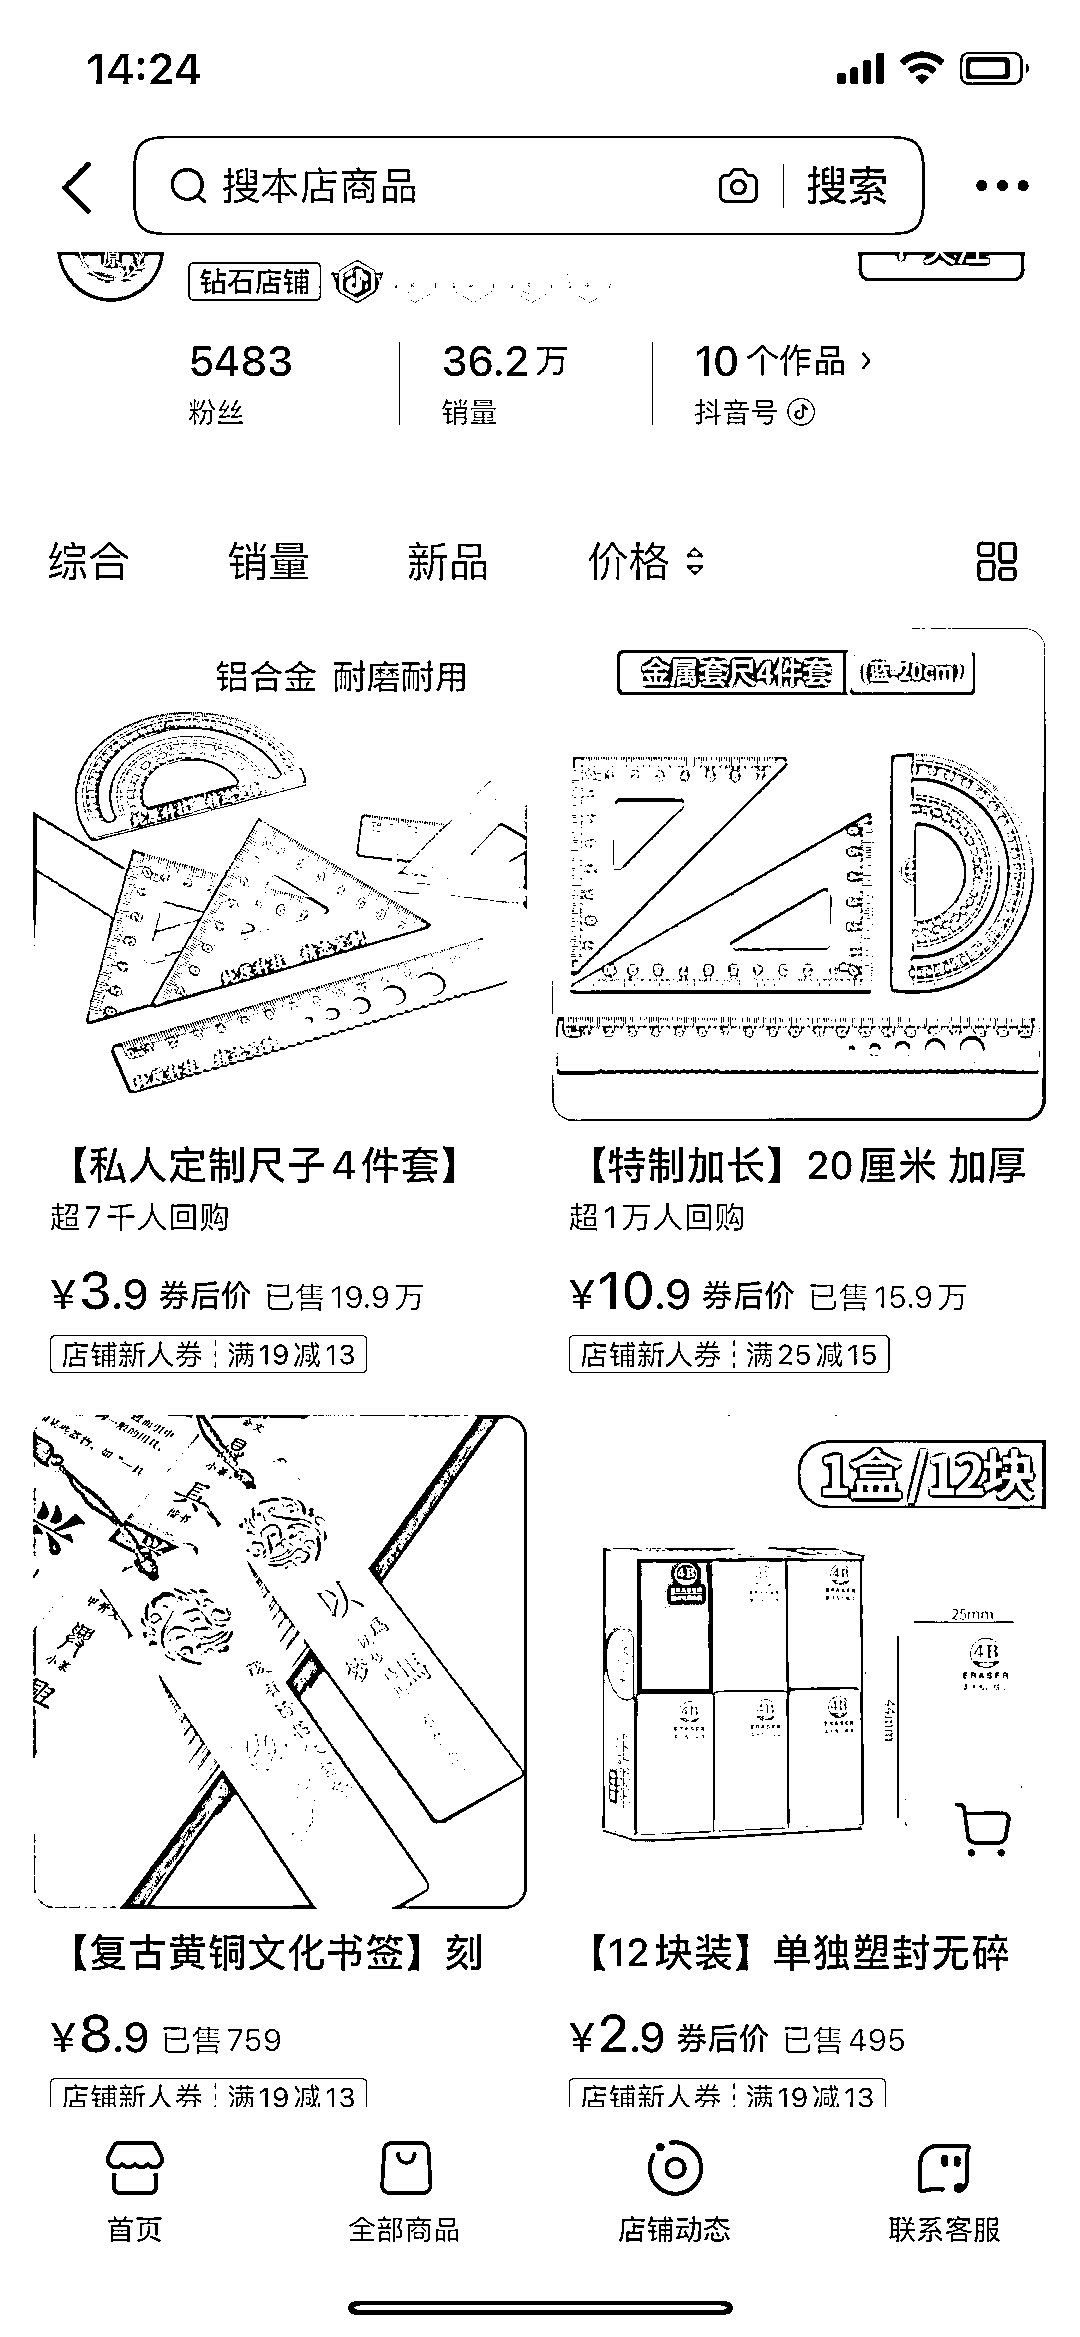 14:24
搜本店商品
搜索
钻石店铺
5483
粉丝
36.2万
销量
10个作品
抖音号
综合
销量
新品
价格
铝合金 耐磨耐用
金属套尺4件套 (蓝-20cm)
【私人定制尺子4件套】
超7千人回购
¥3.9 券后价 已售19.9万
店铺新人券 满19减13
【特制加长】20厘米 加厚
超1万人回购
¥10.9 券后价 已售15.9万
店铺新人券 满25减15
1盒/12块
25mm
44mm
4B
ERASER
【复古黄铜文化书签】刻
¥8.9 已售759
店铺新人券 满19减13
【12块装】单独塑封无碎
¥2.9 券后价 已售495
店铺新人券 满19减13
首页
全部商品
店铺动态
联系客服